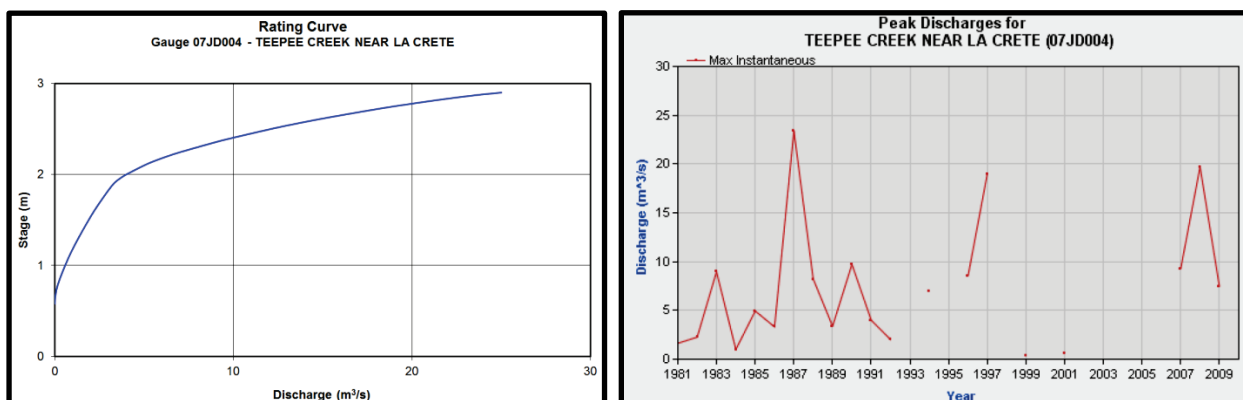 Rating Curve
Gauge 07JD004 - TEEPEE CREEK NEAR LA CRETE
3
2
1
0
Stage (m)
0 10 20 30
Discharge (m³/s)
Peak Discharges for
TEEPEE CREEK NEAR LA CRETE (07JD004)
Max Instantaneous
30
25
20
15
10
5
0
Discharge (m^3/s)
1981 1983 1985 1987 1989 1991 1993 1995 1997 1999 2001 2003 2005 2007 2009
Year